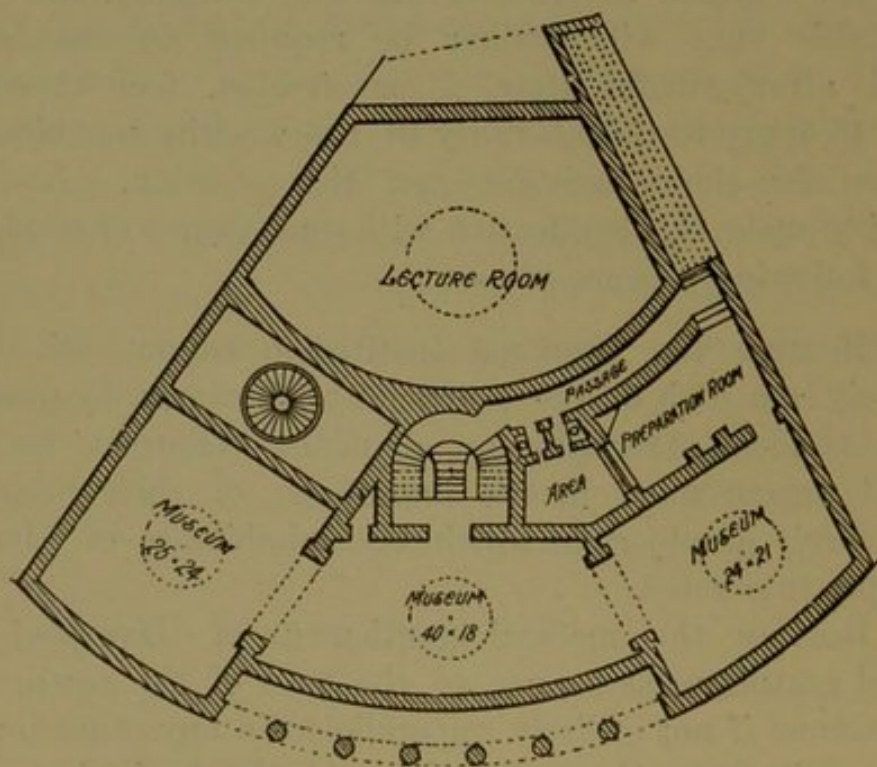 LECTURE ROOM
PASSAGE
PREPARATION ROOM
AREA
MUSEUM
25 · 24
MUSEUM
40 · 18
MUSEUM
24 · 21